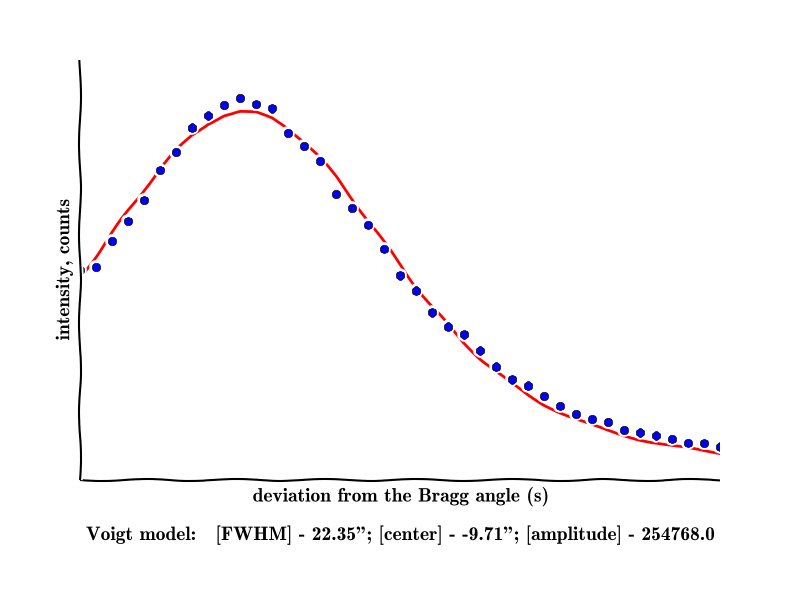 intensity, counts
deviation from the Bragg angle (s)
Voigt model: [FWHM] - 22.35”; [center] - -9.71”; [amplitude] - 254768.0